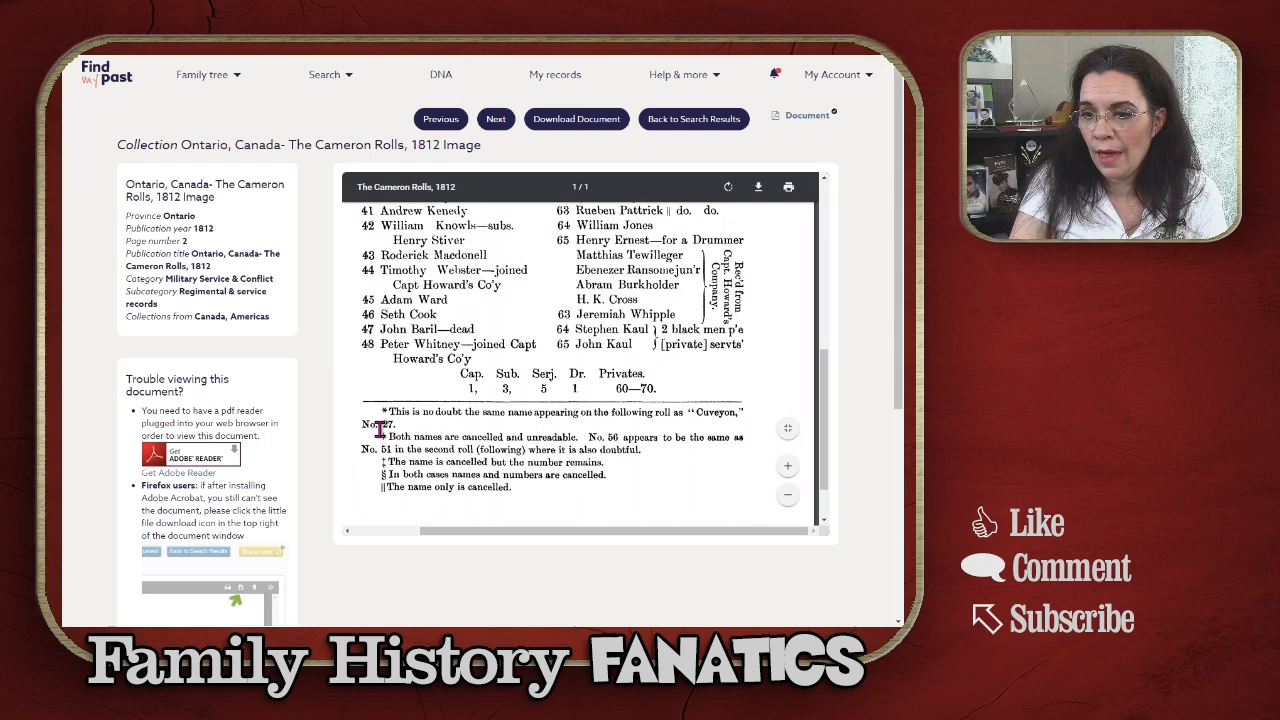 Find my past
Family tree
Search
DNA
My records
Help & more
My Account
Previous
Next
Download Document
Back to Search Results
Document
Collection Ontario, Canada- The Cameron Rolls, 1812 Image
Ontario, Canada- The Cameron
Rolls, 1812 Image
Province Ontario
Publication year 1812
Page number 2
Publication title Ontario, Canada- The
Cameron Rolls, 1812
Category Military Service & Conflict
Subcategory Regimental & service
records
Collections from Canada, Americas
Trouble viewing this
document?
You need to have a pdf reader
plugged into your web browser in
order to view this document.
Get
ADOBE® READER®
Get Adobe Reader
Firefox users: if after installing
Adobe Acrobat, you still can't see
the document, please click the little
file download icon in the top right
of the document window
Back to Search Results
Document
The Cameron Rolls, 1812
1 / 1
41 Andrew Kenedy
42 William Knowls—subs.
Henry Stiver
43 Roderick Macdonell
44 Timothy Webster—joined
Capt Howard's Co'y
45 Adam Ward
46 Seth Cook
47 John Baril—dead
48 Peter Whitney—joined Capt
Howard's Co'y
63 Rueben Pattrick || do. do.
64 William Jones
65 Henry Ernest—for a Drummer
Matthias Tewilleger
Ebenezer Ransomejun'r
Abram Burkholder
H. K. Cross
63 Jeremiah Whipple
Rec'd from
Capt. Howard's
Company.
64 Stephen Kaul } 2 black men p'e
65 John Kaul } [private] servts'
Cap. Sub. Serj. Dr. Privates.
1, 3, 5 1 60—70.
*This is no doubt the same name appearing on the following roll as "Cuveyon,"
No. 27.
Both names are cancelled and unreadable. No. 56 appears to be the same as
No. 51 in the second roll (following) where it is also doubtful.
‡The name is cancelled but the number remains.
§ In both cases names and numbers are cancelled.
||The name only is cancelled.
Like
Comment
Subscribe
Family History FANATICS